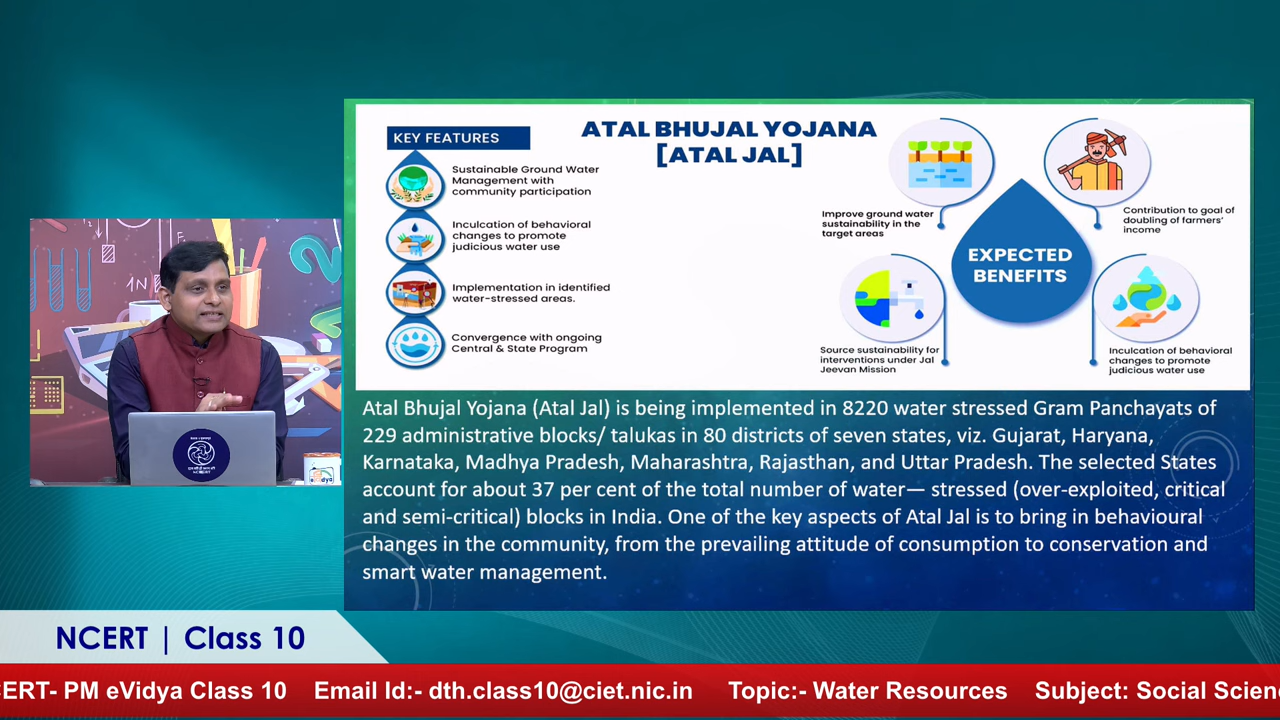 KEY FEATURES
Sustainable Ground Water
Management with
community participation
Inculcation of behavioral
changes to promote
judicious water use
Implementation in identified
water-stressed areas.
Convergence with ongoing
Central & State Program
ATAL BHUJAL YOJANA
[ATAL JAL]
Improve ground water
sustainability in the
target areas
Contribution to goal of
doubling of farmers'
income
EXPECTED
BENEFITS
Source sustainability for
interventions under Jal
Jeevan Mission
Inculcation of behavioral
changes to promote
judicious water use
Atal Bhujal Yojana (Atal Jal) is being implemented in 8220 water stressed Gram Panchayats of
229 administrative blocks/ talukas in 80 districts of seven states, viz. Gujarat, Haryana,
Karnataka, Madhya Pradesh, Maharashtra, Rajasthan, and Uttar Pradesh. The selected States
account for about 37 per cent of the total number of water— stressed (over-exploited, critical
and semi-critical) blocks in India. One of the key aspects of Atal Jal is to bring in behavioural
changes in the community, from the prevailing attitude of consumption to conservation and
smart water management.
NCERT | Class 10
CERT- PM eVidya Class 10 Email Id:- dth.class10@ciet.nic.in Topic:- Water Resources Subject: Social Scien